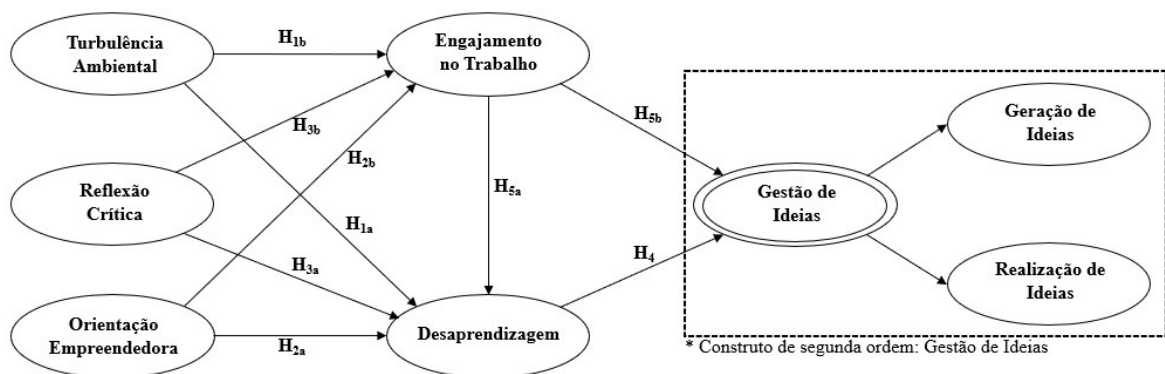 Turbulência
Ambiental
H1b
Engajamento
no Trabalho
H5b
Geração de
Ideias
H3b
H2b
Reflexão
Crítica
H5a
Gestão de
Ideias
H1a
H3a
H4
Realização de
Ideias
Orientação
Empreendedora
H2a
Desaprendizagem
* Construto de segunda ordem: Gestão de Ideias